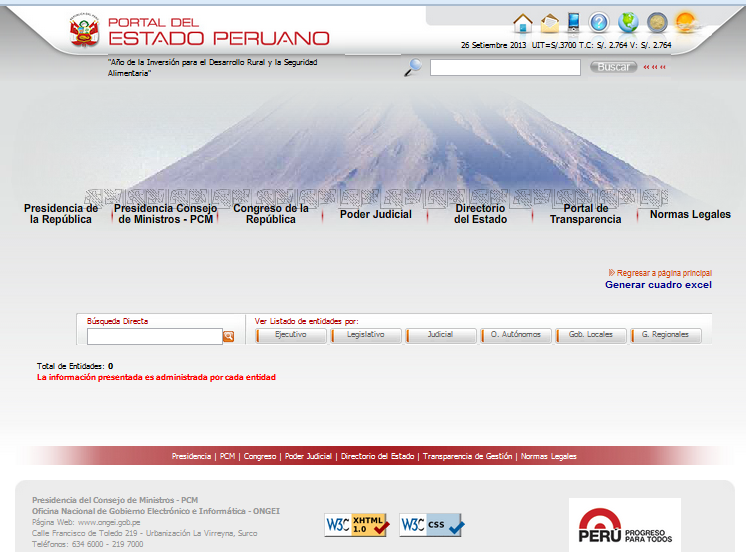 PORTAL DEL
ESTADO PERUANO
26 Setiembre 2013 UIT=S/.3700 T.C: S/. 2.764 V: S/. 2.764
"Año de la Inversión para el Desarrollo Rural y la Seguridad
Alimentaria"
Buscar
Presidencia de
la República
Presidencia Consejo
de Ministros - PCM
Congreso de la
República
Poder Judicial
Directorio
del Estado
Portal de
Transparencia
Normas Legales
Regresar a página principal
Generar cuadro excel
Búsqueda Directa
Ver Listado de entidades por:
Ejecutivo
Legislativo
Judicial
O. Autónomos
Gob. Locales
G. Regionales
Total de Entidades: 0
La información presentada es administrada por cada entidad
Presidencia | PCM | Congreso | Poder Judicial | Directorio del Estado | Transparencia de Gestión | Normas Legales
Presidencia del Consejo de Ministros - PCM
Oficina Nacional de Gobierno Electrónico e Informática - ONGEI
Página Web: www.ongei.gob.pe
Calle Francisco de Toledo 219 - Urbanización La Virreyna, Surco
Teléfonos: 634 6000 - 219 7000
W3C XHTML 1.0
W3C CSS
PERÚ PROGRESO
PARA TODOS